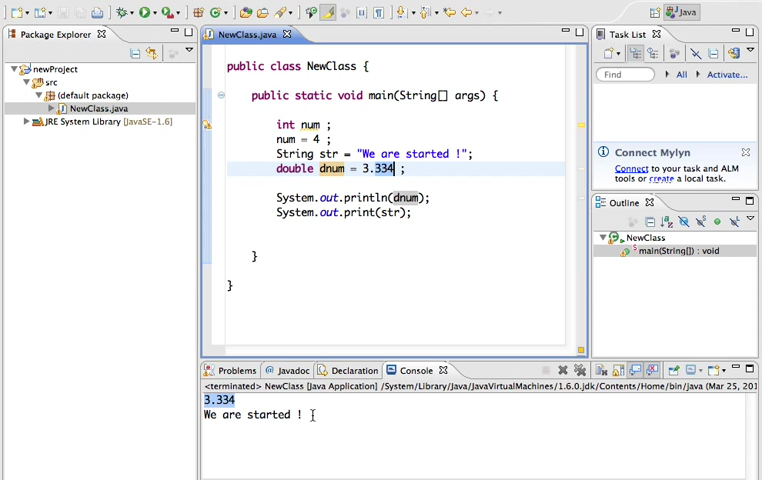 Java
Package Explorer
newProject
src
(default package)
NewClass.java
JRE System Library [JavaSE-1.6]
NewClass.java
public class NewClass {
public static void main(String[] args) {
int num ;
num = 4 ;
String str = "We are started !";
double dnum = 3.334 ;
System.out.println(dnum);
System.out.print(str);
}
}
Task List
Find
All
Activate...
Connect Mylyn
Connect to your task and ALM
tools or create a local task.
Outline
NewClass
main(String[]) : void
Problems
Javadoc
Declaration
Console
<terminated> NewClass [Java Application] /System/Library/Java/JavaVirtualMachines/1.6.0.jdk/Contents/Home/bin/java (Mar 25, 201
3.334
We are started !